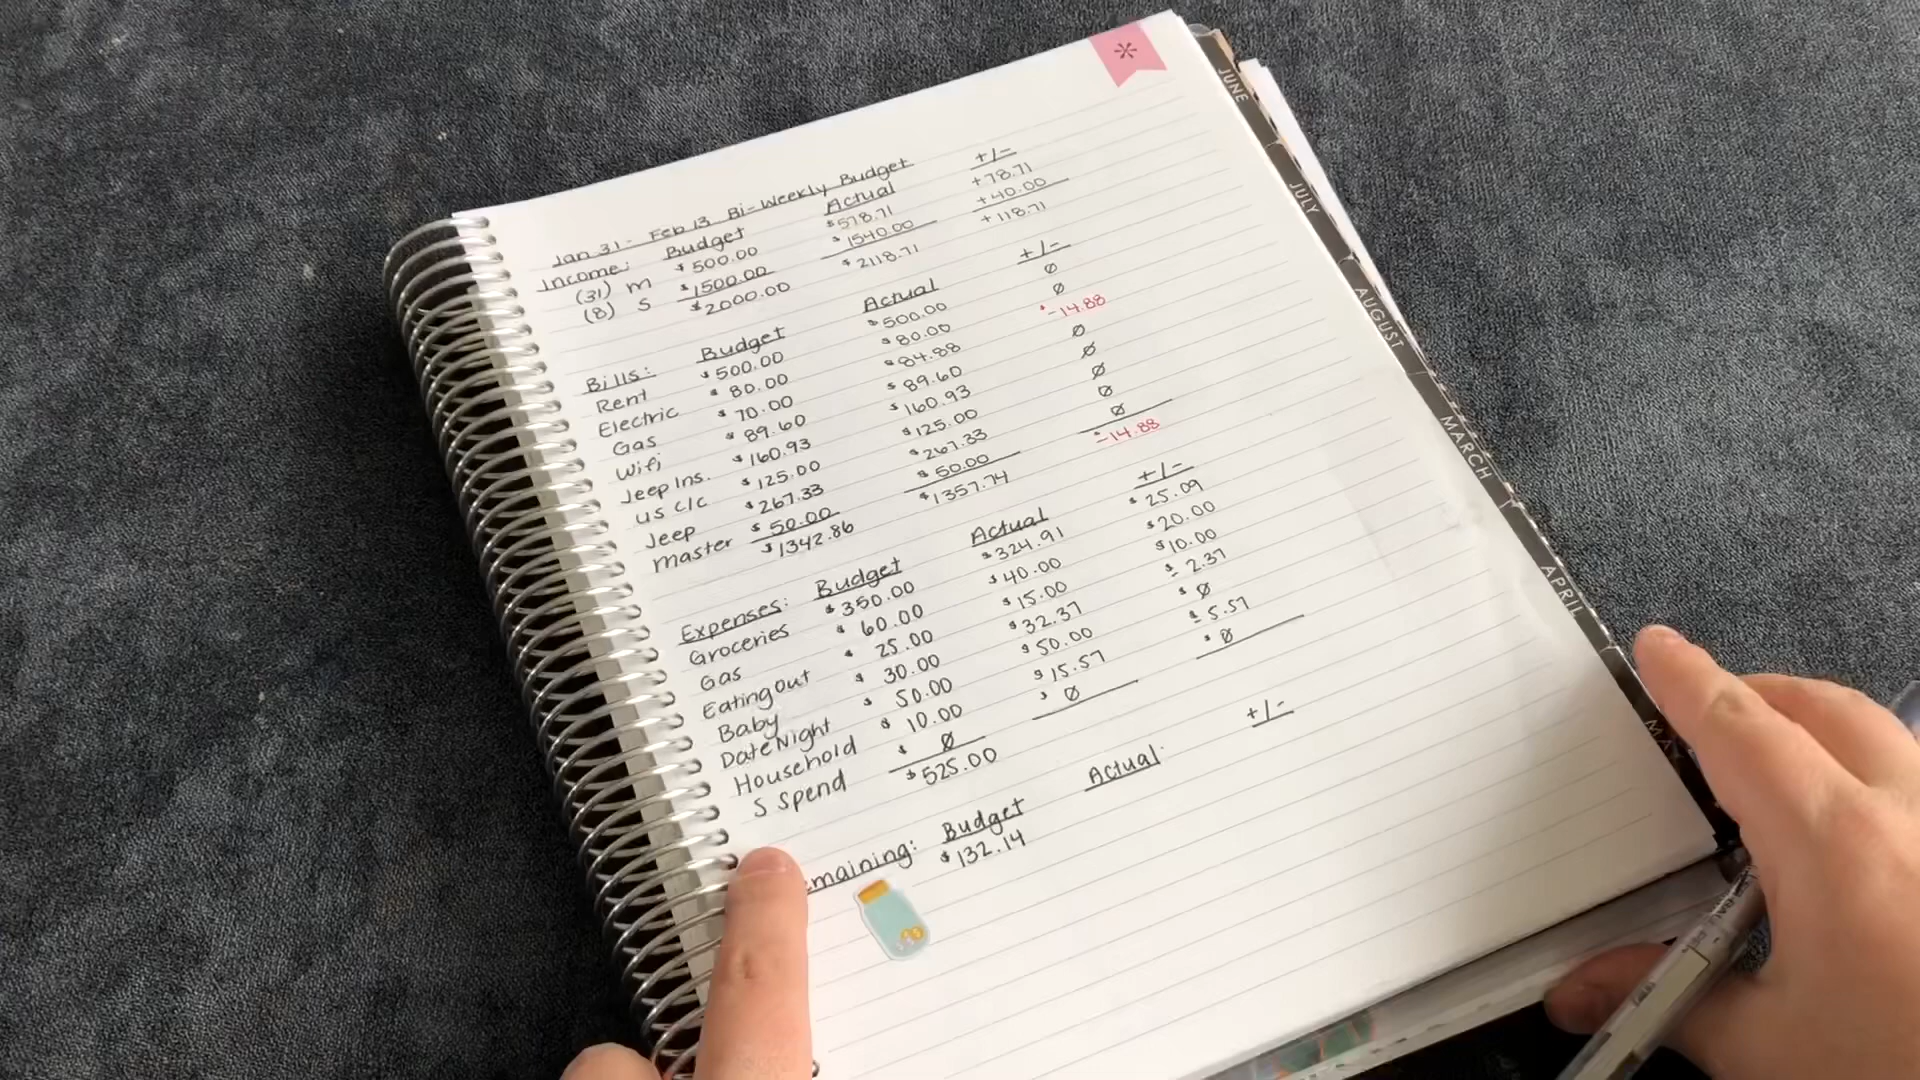 Jan 31 - Feb 13 Bi-Weekly Budget
Income: Budget Actual +/-
(31) M $500.00 $578.71 +78.71
(8) S $1500.00 $1540.00 +40.00
$2000.00 $2118.71 +118.71
Bills: Budget Actual +/-
Rent $500.00 $500.00 Ø
Electric $80.00 $80.00 Ø
Gas $70.00 $84.88 $-14.88
Wifi $89.60 $89.60 Ø
Jeep Ins. $160.93 $160.93 Ø
US C/C $125.00 $125.00 Ø
Jeep $267.33 $267.33 Ø
Master $50.00 $50.00 Ø
$1342.86 $1357.74 $-14.88
Expenses: Budget Actual +/-
Groceries $350.00 $324.91 $25.09
Gas $60.00 $40.00 $20.00
Eating Out $25.00 $15.00 $10.00
Baby $30.00 $32.37 $-2.37
Date Night $50.00 $50.00 $Ø
Household $10.00 $15.57 $-5.57
S Spend $Ø $Ø $Ø
$525.00
emaining: Budget Actual +/-
$132.14
JUNE
JULY
AUGUST
MARCH
APRIL
MA